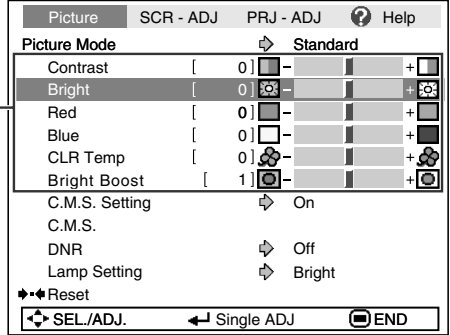 Picture SCR - ADJ PRJ - ADJ ? Help
Picture Mode Standard
Contrast [ 0] - +
Bright [ 0] - +
Red [ 0] - +
Blue [ 0] - +
CLR Temp [ 0] - +
Bright Boost [ 1] - +
C.M.S. Setting On
C.M.S.
DNR Off
Lamp Setting Bright
Reset
SEL./ADJ. Single ADJ END